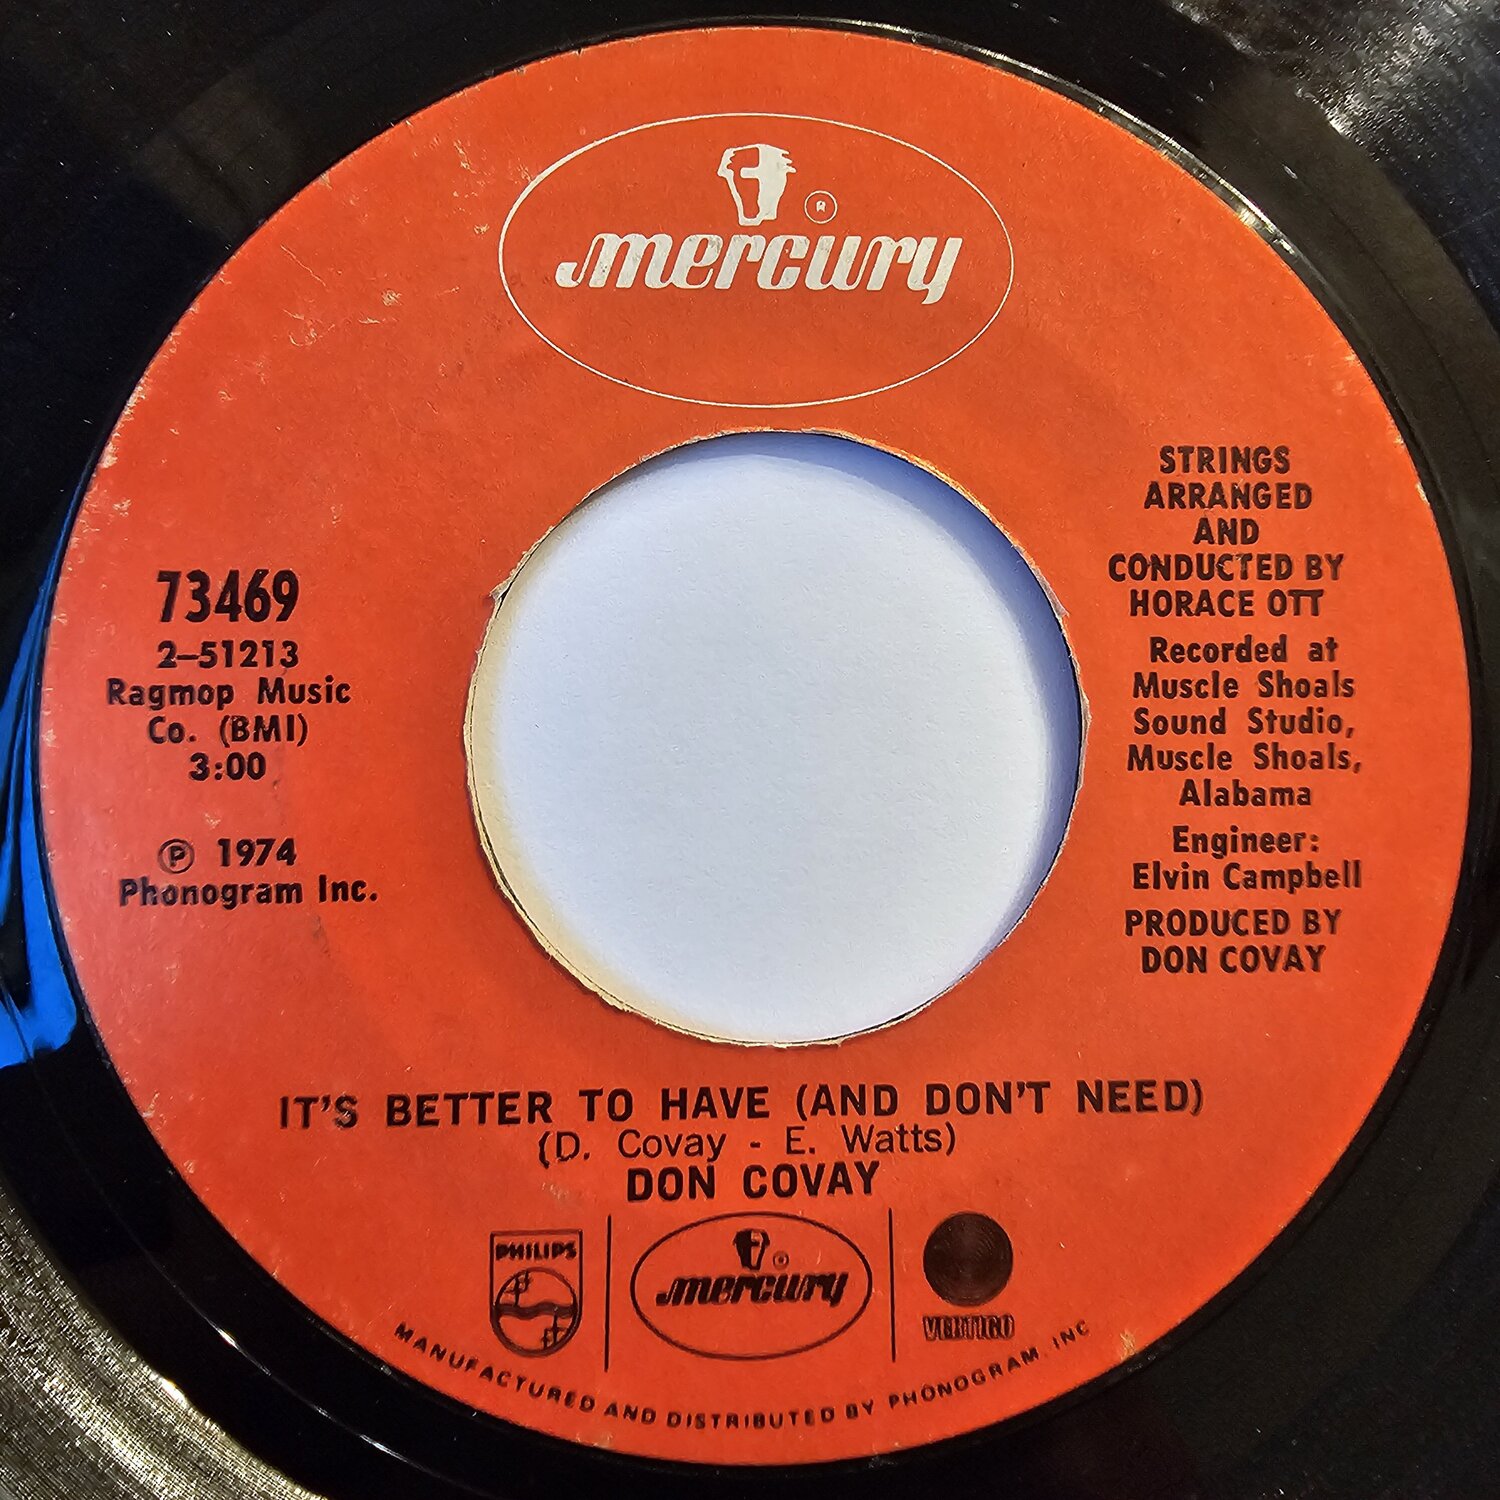 ®
mercury
73469
2-51213
Ragmop Music
Co. (BMI)
3:00
℗ 1974
Phonogram Inc.
STRINGS
ARRANGED
AND
CONDUCTED BY
HORACE OTT
Recorded at
Muscle Shoals
Sound Studio,
Muscle Shoals,
Alabama
Engineer:
Elvin Campbell
PRODUCED BY
DON COVAY
IT'S BETTER TO HAVE (AND DON'T NEED)
(D. Covay - E. Watts)
DON COVAY
PHILIPS
®
mercury
VERTIGO
MANUFACTURED AND DISTRIBUTED BY PHONOGRAM, INC